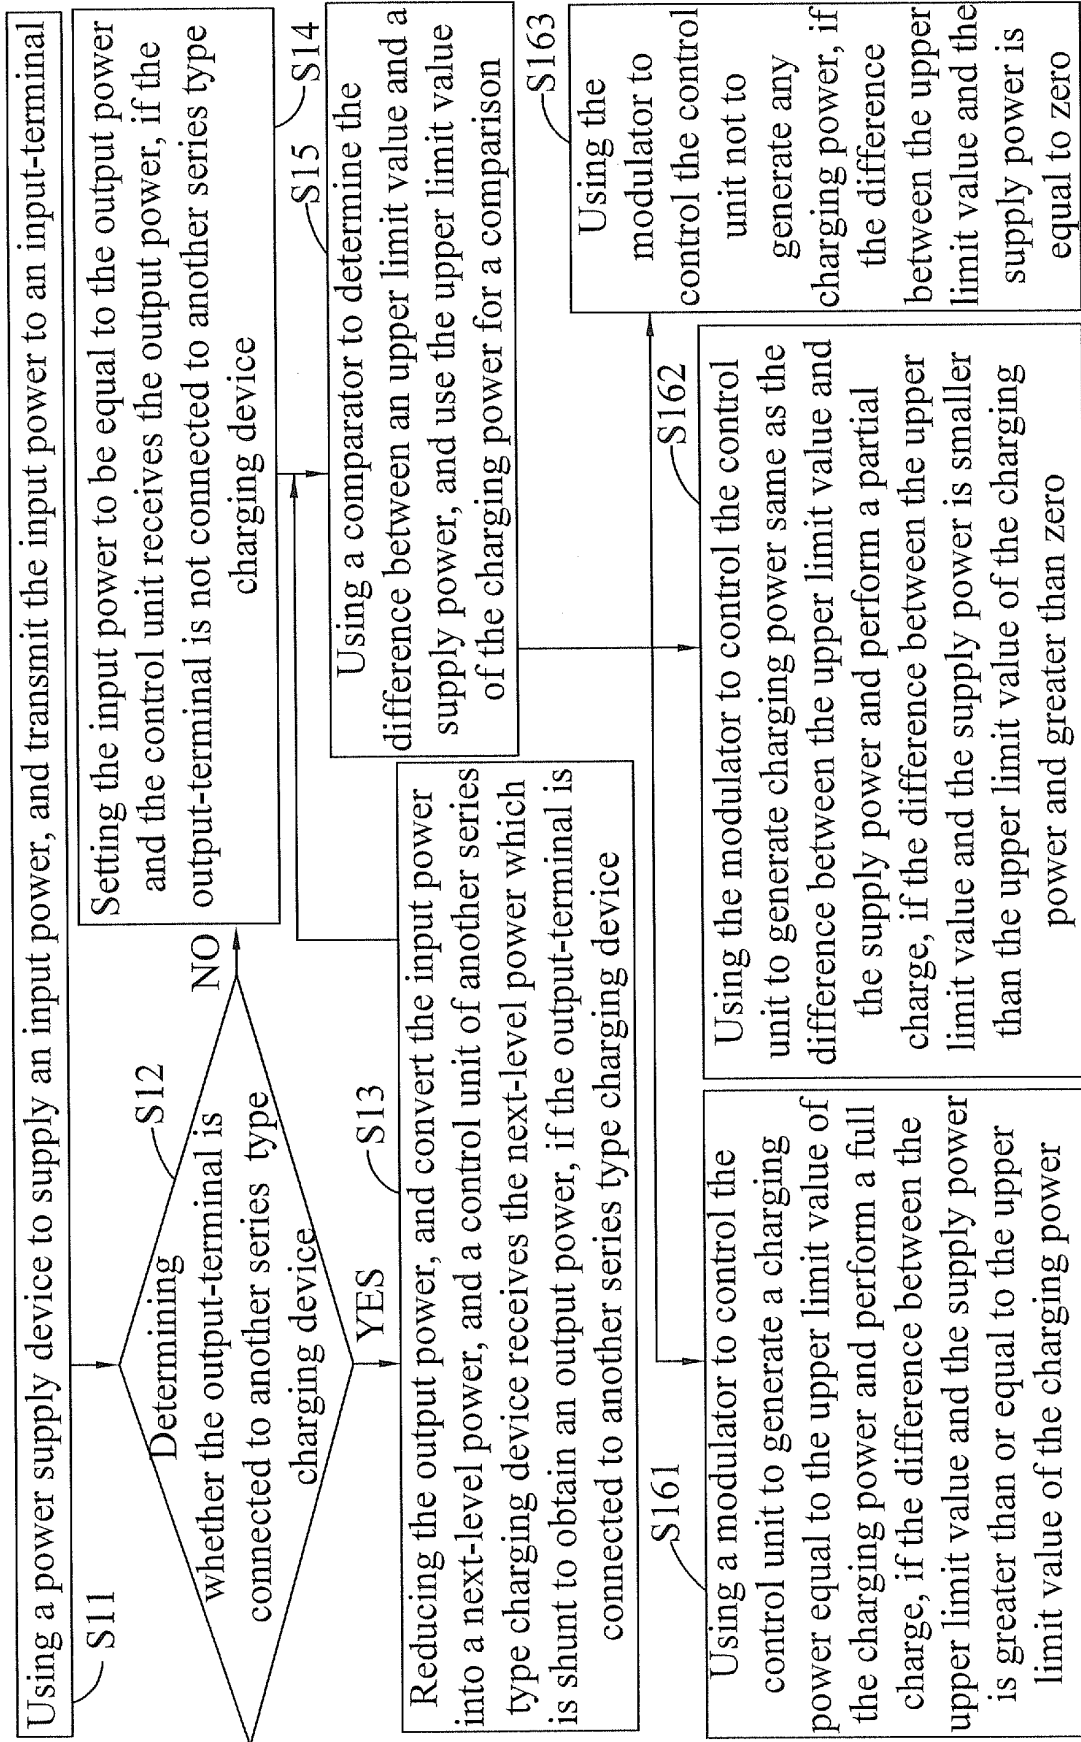 Using a power supply device to supply an input power, and transmit the input power to an input-terminal
S11
Determining
whether the output-terminal is
connected to another series type
charging device
S12
NO
YES
Setting the input power to be equal to the output power
and the control unit receives the output power, if the
output-terminal is not connected to another series type
charging device
S14
Reducing the output power, and convert the input power
into a next-level power, and a control unit of another series
type charging device receives the next-level power which
is shunt to obtain an output power, if the output-terminal is
connected to another series type charging device
S13
Using a comparator to determine the
difference between an upper limit value and a
supply power, and use the upper limit value
of the charging power for a comparison
S15
S161
Using a modulator to control the
control unit to generate a charging
power equal to the upper limit value of
the charging power and perform a full
charge, if the difference between the
upper limit value and the supply power
is greater than or equal to the upper
limit value of the charging power
S162
Using the modulator to control the control
unit to generate charging power same as the
difference between the upper limit value and
the supply power and perform a partial
charge, if the difference between the upper
limit value and the supply power is smaller
than the upper limit value of the charging
power and greater than zero
S163
Using the
modulator to
control the control
unit not to
generate any
charging power, if
the difference
between the upper
limit value and the
supply power is
equal to zero